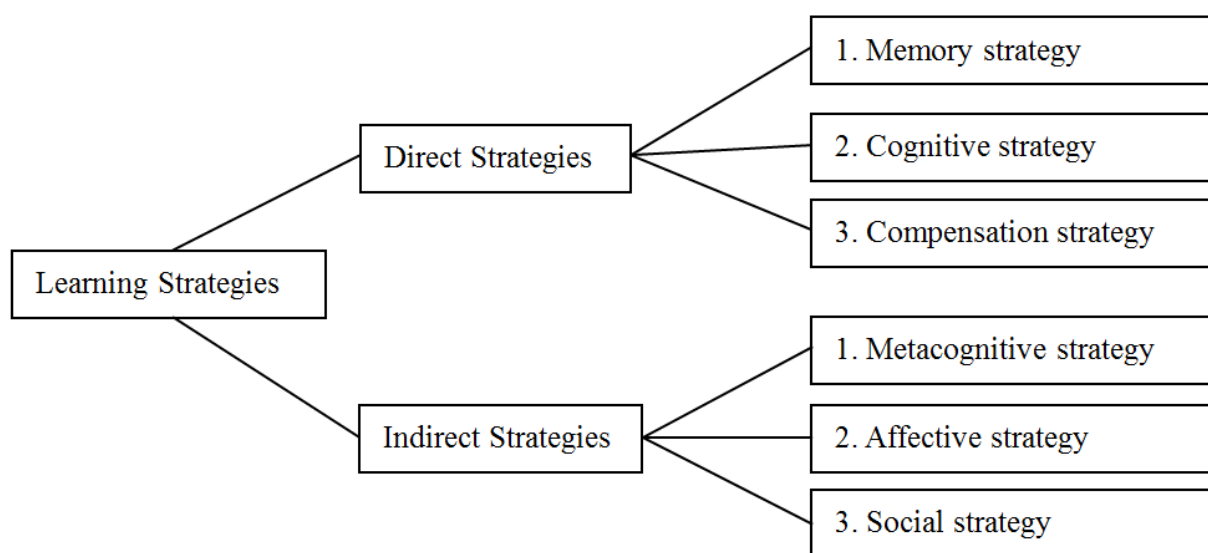 Learning Strategies
Direct Strategies
1. Memory strategy
2. Cognitive strategy
3. Compensation strategy
Indirect Strategies
1. Metacognitive strategy
2. Affective strategy
3. Social strategy